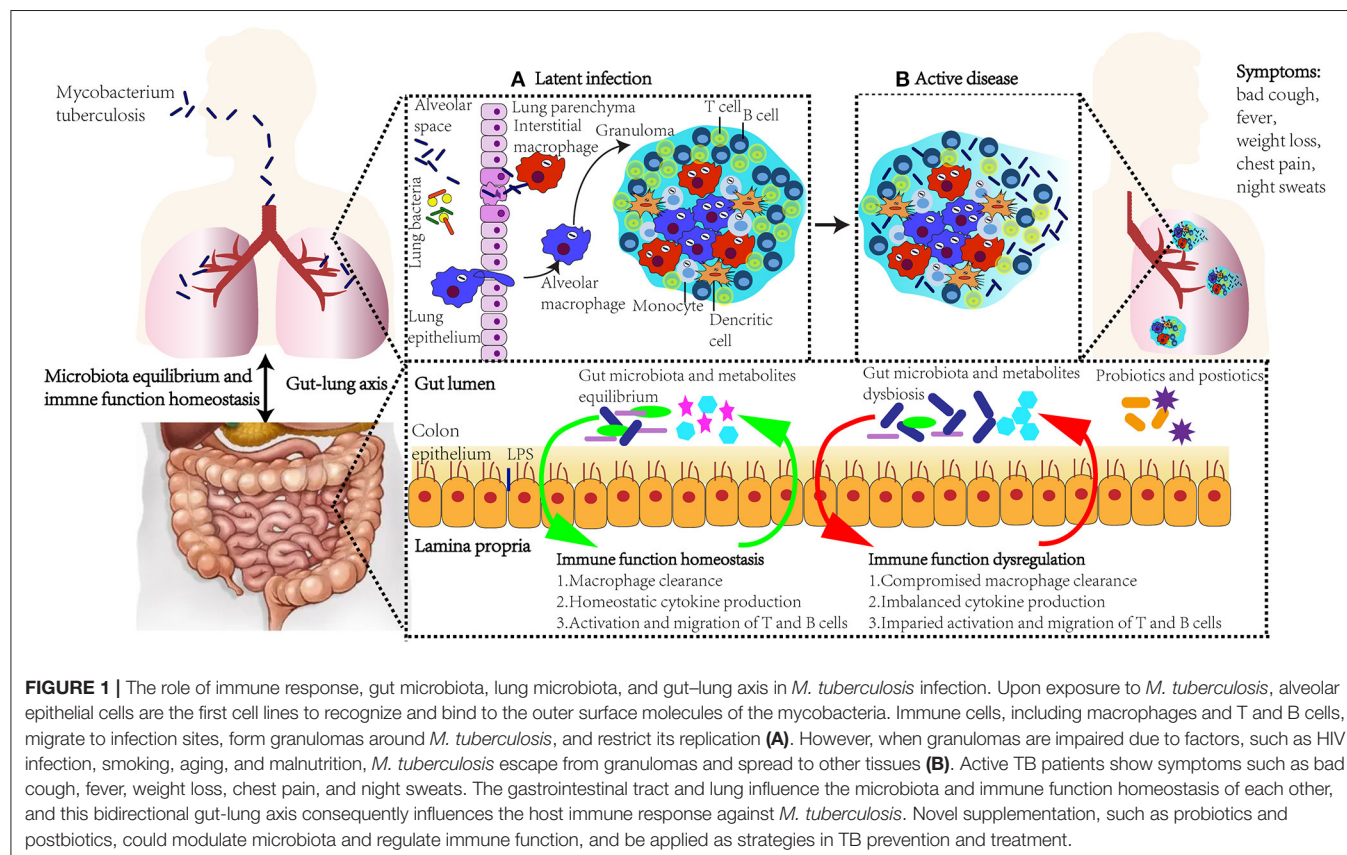 Mycobacterium
tuberculosis
A Latent infection
B Active disease
Symptoms:
bad cough,
fever,
weight loss,
chest pain,
night sweats
Alveolar
space
Lung parenchyma
Interstitial
macrophage
Granuloma
T cell
B cell
Lung bacteria
Alveolar
macrophage
Monocyte
Dencritic
cell
Lung
epithelium
Microbiota equilibrium and
immne function homeostasis
Gut-lung axis
Gut lumen
Gut microbiota and metabolites
equilibrium
Gut microbiota and metabolites
dysbiosis
Probiotics and postiotics
Colon
epithelium
LPS
Lamina propria
Immune function homeostasis
1.Macrophage clearance
2.Homeostatic cytokine production
3.Activation and migration of T and B cells
Immune function dysregulation
1.Compromised macrophage clearance
2.Imbalanced cytokine production
3.Imparied activation and migration of T and B cells
FIGURE 1 | The role of immune response, gut microbiota, lung microbiota, and gut–lung axis in M. tuberculosis infection. Upon exposure to M. tuberculosis, alveolar
epithelial cells are the first cell lines to recognize and bind to the outer surface molecules of the mycobacteria. Immune cells, including macrophages and T and B cells,
migrate to infection sites, form granulomas around M. tuberculosis, and restrict its replication (A). However, when granulomas are impaired due to factors, such as HIV
infection, smoking, aging, and malnutrition, M. tuberculosis escape from granulomas and spread to other tissues (B). Active TB patients show symptoms such as bad
cough, fever, weight loss, chest pain, and night sweats. The gastrointestinal tract and lung influence the microbiota and immune function homeostasis of each other,
and this bidirectional gut-lung axis consequently influences the host immune response against M. tuberculosis. Novel supplementation, such as probiotics and
postbiotics, could modulate microbiota and regulate immune function, and be applied as strategies in TB prevention and treatment.